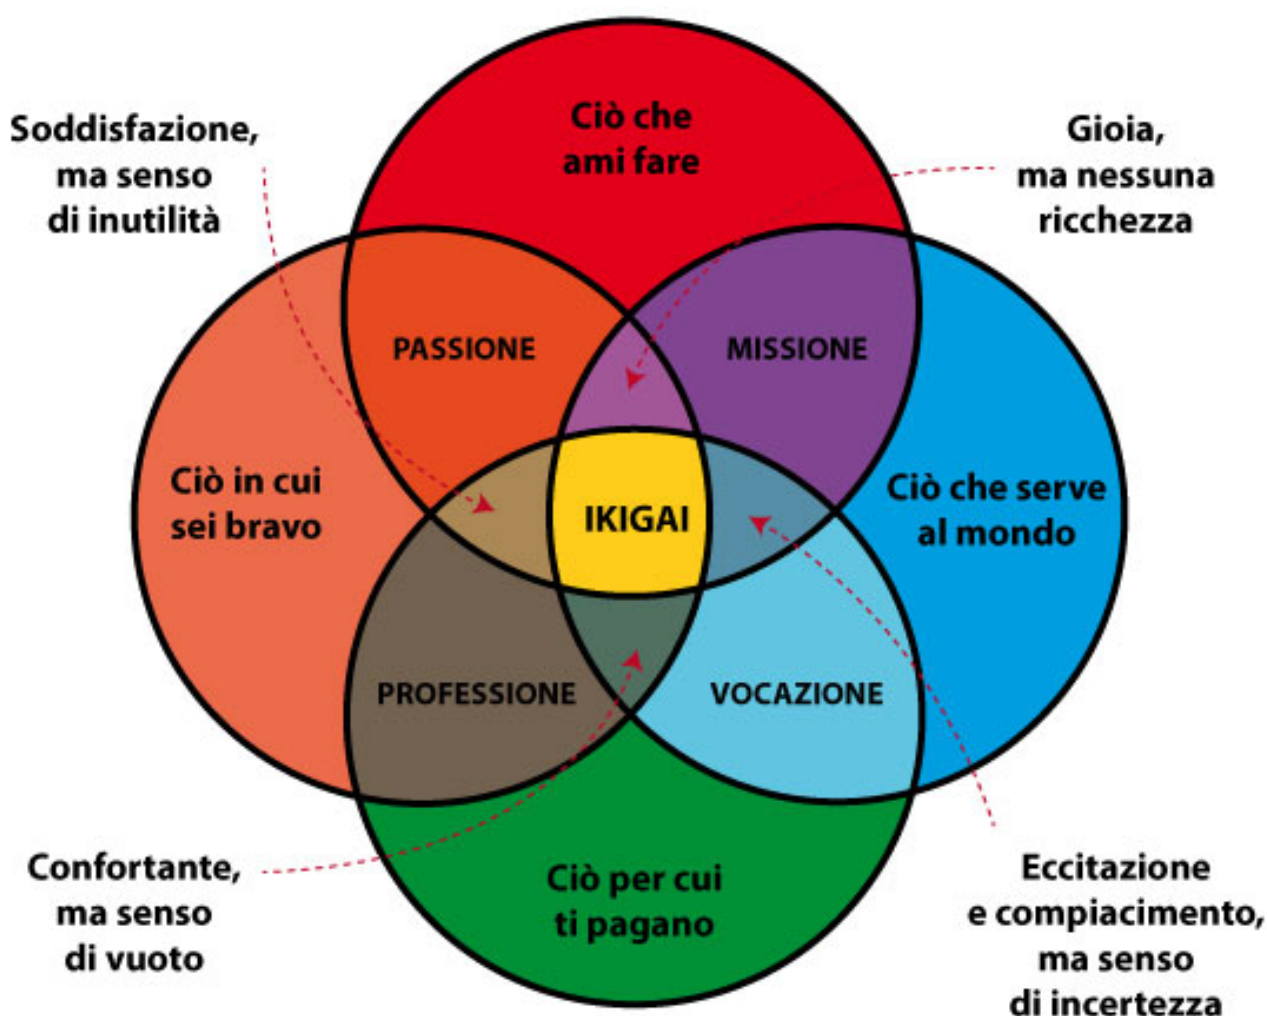 Ciò che
ami fare
Soddisfazione,
ma senso
di inutilità
Gioia,
ma nessuna
ricchezza
PASSIONE
MISSIONE
Ciò in cui
sei bravo
IKIGAI
Ciò che serve
al mondo
PROFESSIONE
VOCAZIONE
Confortante,
ma senso
di vuoto
Ciò per cui
ti pagano
Eccitazione
e compiacimento,
ma senso
di incertezza